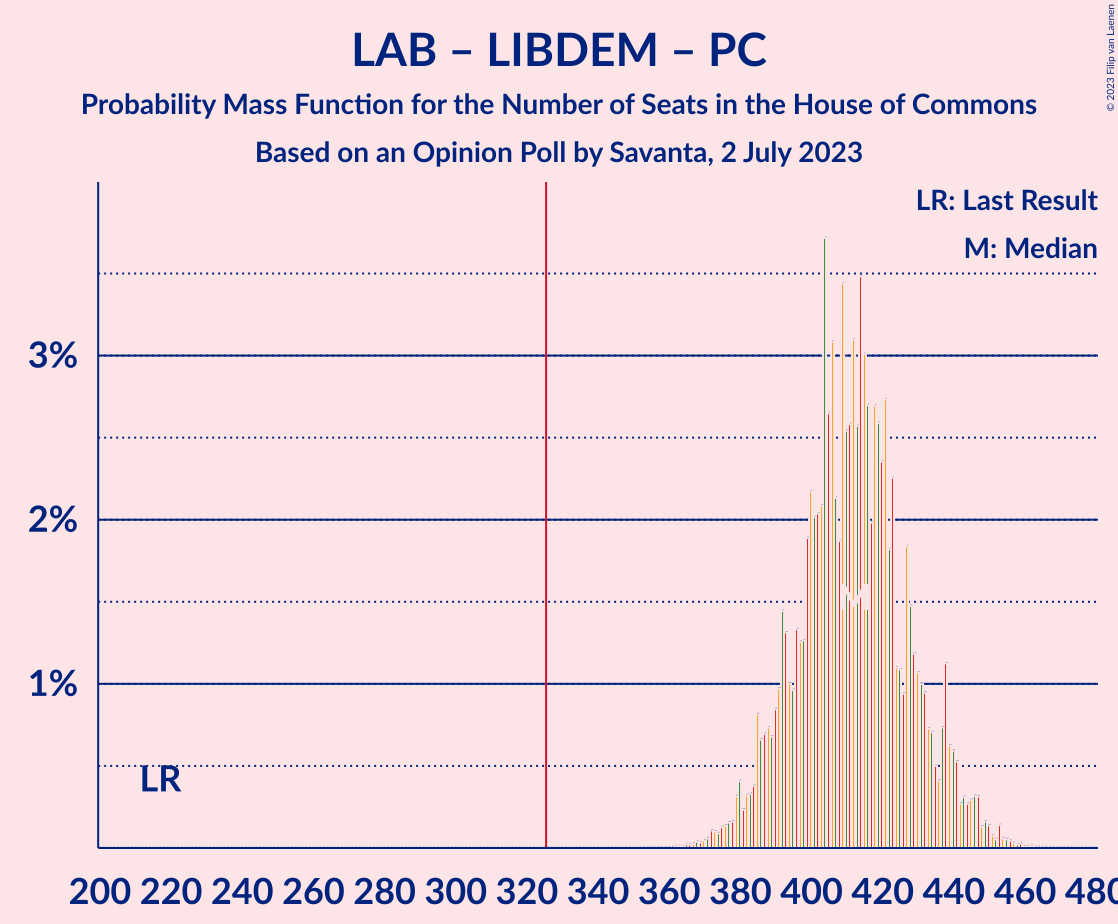 LAB – LIBDEM – PC
Probability Mass Function for the Number of Seats in the House of Commons
Based on an Opinion Poll by Savanta, 2 July 2023
© 2023 Filip van Laenen
LR: Last Result
M: Median
3%
2%
1%
LR
200 220 240 260 280 300 320 340 360 380 400 420 440 460 480